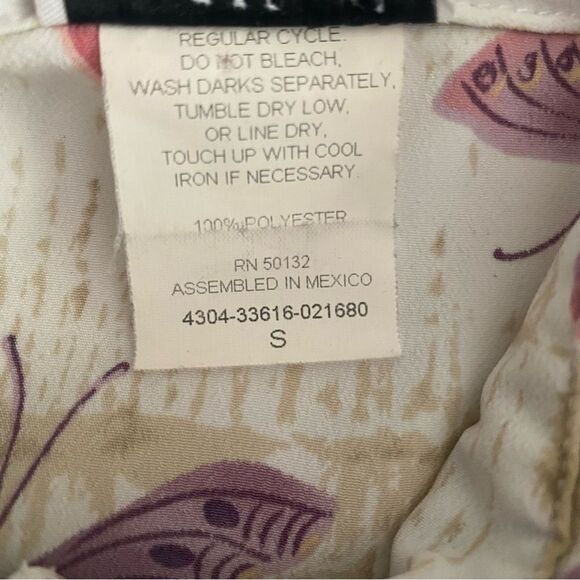 REGULAR CYCLE.
DO NOT BLEACH,
WASH DARKS SEPARATELY,
TUMBLE DRY LOW,
OR LINE DRY,
TOUCH UP WITH COOL
IRON IF NECESSARY.
100% POLYESTER
RN 50132
ASSEMBLED IN MEXICO
4304-33616-021680
S